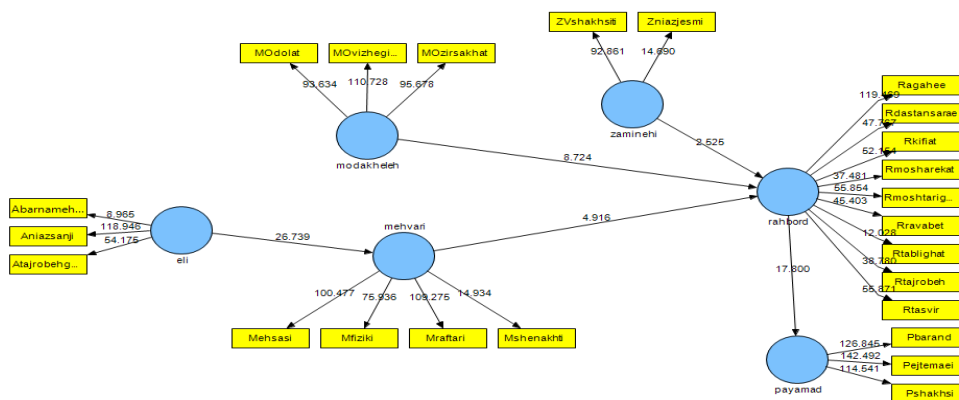 ZVshakhsiti
Zniazjesmi
92.861
14.690
MOdolat
MOvizhegi...
MOzirsakhat
93.634
110.728
95.678
modakheleh
zaminehi
8.724
2.525
Ragahee
119.469
Rdastansarae
Rkifiat
52.154
Rmosharekat
37.481
Rmoshtarig...
55.854
Rravabet
45.403
Rtablighat
12.028
Rtajrobeh
38.780
Rtasvir
55.871
rahbord
Abarnameh...
8.965
Aniazsanji
118.946
Atajrobehg...
54.175
eli
26.739
mehvari
4.916
100.477
75.936
109.275
14.934
Mehsasi
Mfiziki
Mraftari
Mshenakhti
17.800
Pbarand
126.845
Pejtemaei
142.492
Pshakhsi
114.541
payamad